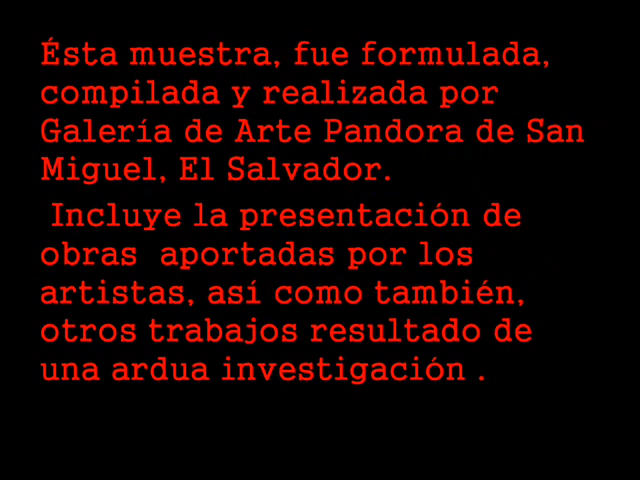 Ésta muestra, fue formulada,
compilada y realizada por
Galería de Arte Pandora de San
Miguel, El Salvador.
Incluye la presentación de
obras  aportadas por los
artistas, así como también,
otros trabajos resultado de
una ardua investigación .